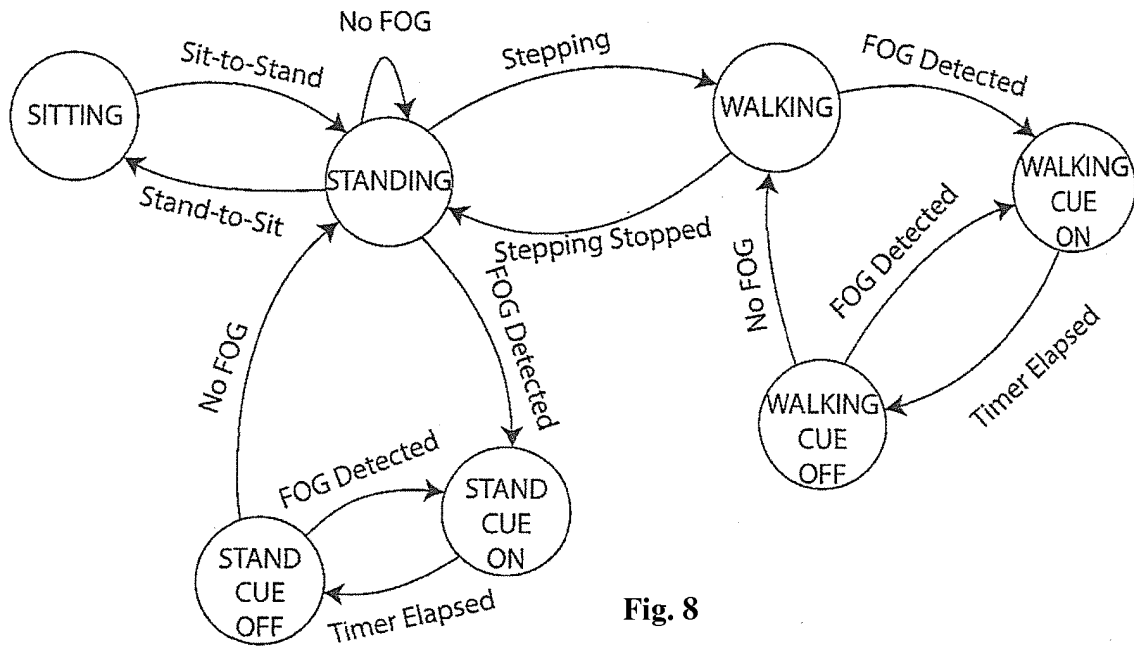 No FOG
Sit-to-Stand
Stepping
FOG Detected
SITTING
WALKING
STANDING
WALKING
CUE
ON
Stand-to-Sit
Stepping Stopped
No FOG
FOG Detected
FOG Detected
No FOG
Timer Elapsed
WALKING
CUE
OFF
FOG Detected
STAND
CUE
ON
STAND
CUE
OFF
Timer Elapsed
Fig. 8